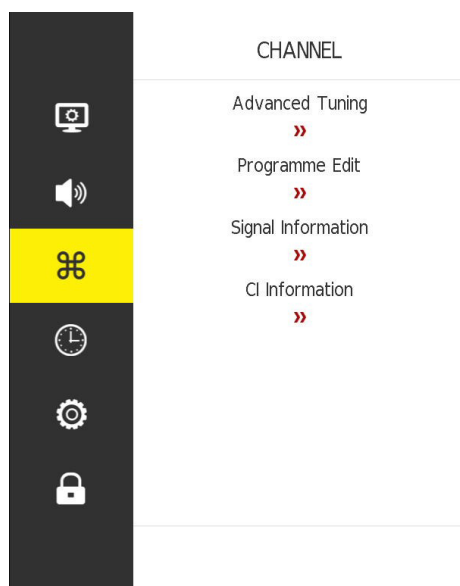 CHANNEL
Advanced Tuning
»
Programme Edit
»
Signal Information
»
CI Information
»